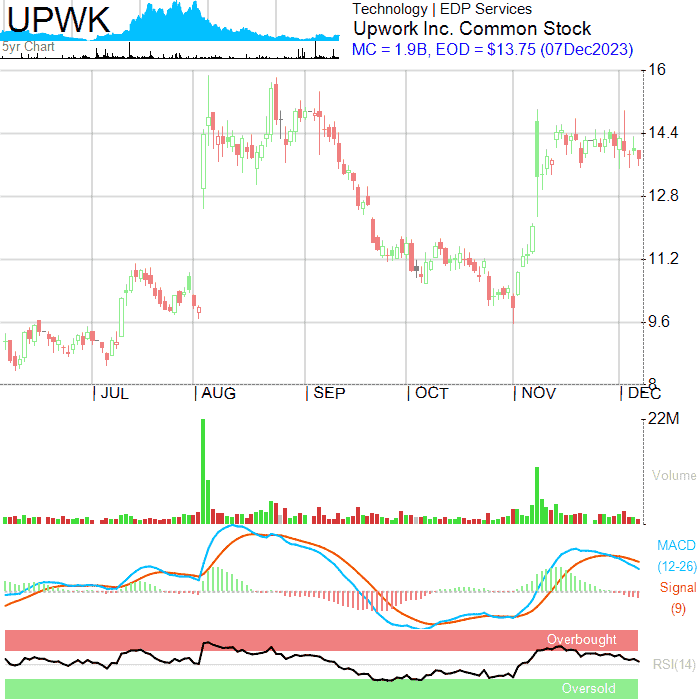 UPWK
5yr Chart
Technology | EDP Services
Upwork Inc. Common Stock
MC = 1.9B, EOD = $13.75 (07Dec2023)
16
14.4
12.8
11.2
9.6
8
JUL AUG SEP OCT NOV DEC
22M
Volume
MACD
(12-26)
Signal
(9)
Overbought
RSI(14)
Oversold